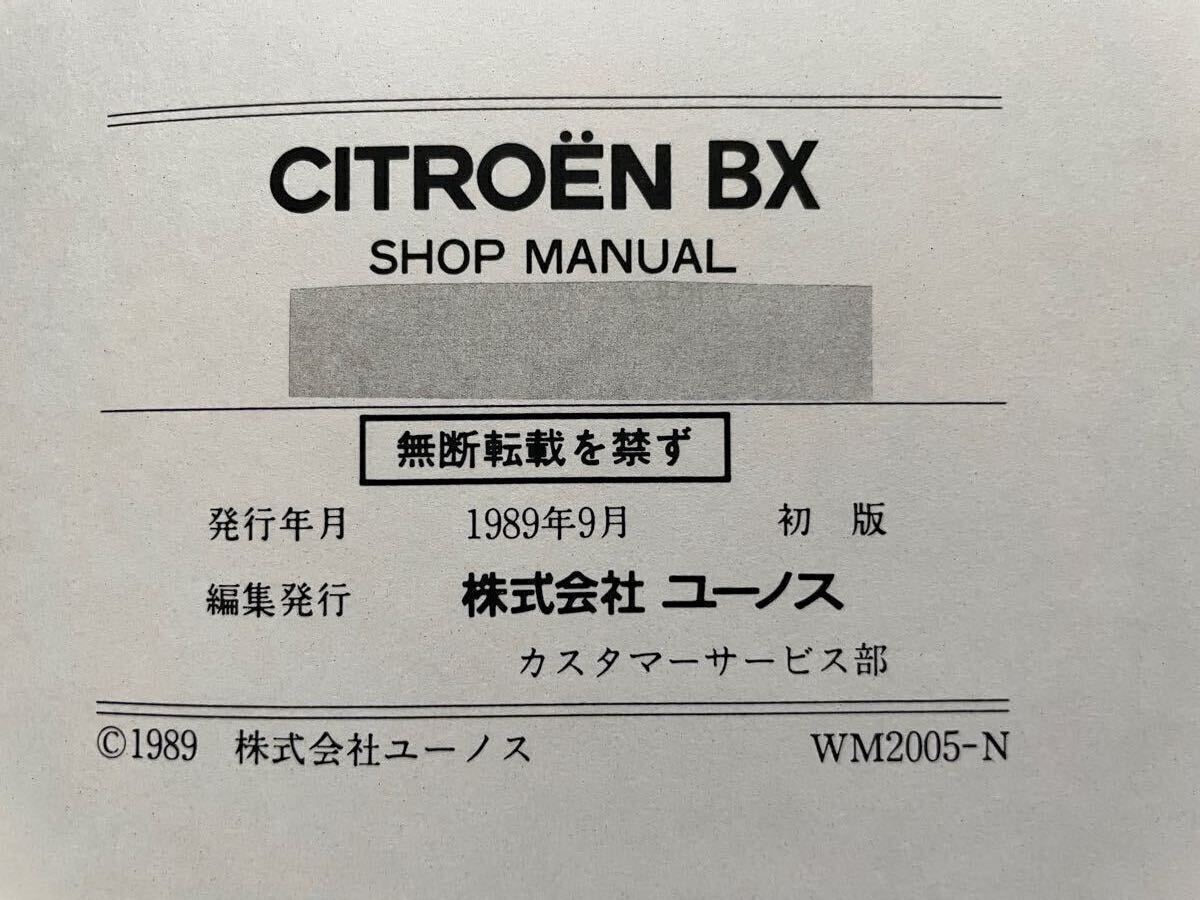 CITROËN BX
SHOP MANUAL
無断転載を禁ず
発行年月 1989年9月 初版
編集発行 株式会社 ユーノス
カスタマーサービス部
©1989 株式会社ユーノス WM2005-N